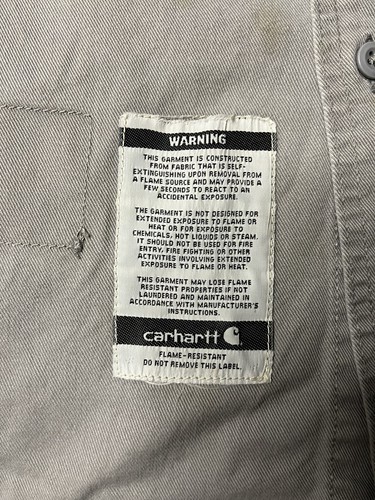 WARNING
THIS GARMENT IS CONSTRUCTED
FROM FABRIC THAT IS SELF-
EXTINGUISHING UPON REMOVAL FROM
A FLAME SOURCE AND MAY PROVIDE A
FEW SECONDS TO REACT TO AN
ACCIDENTAL EXPOSURE.
THE GARMENT IS NOT DESIGNED FOR
EXTENDED EXPOSURE TO FLAME OR
HEAT OR FOR EXPOSURE TO
CHEMICALS, HOT LIQUIDS OR STEAM.
IT SHOULD NOT BE USED FOR FIRE
ENTRY, FIRE FIGHTING OR OTHER
ACTIVITIES INVOLVING EXTENDED
EXPOSURE TO FLAME OR HEAT.
THIS GARMENT MAY LOSE FLAME
RESISTANT PROPERTIES IF NOT
LAUNDERED AND MAINTAINED IN
ACCORDANCE WITH MANUFACTURER'S
INSTRUCTIONS.
carhartt
FLAME-RESISTANT
DO NOT REMOVE THIS LABEL.